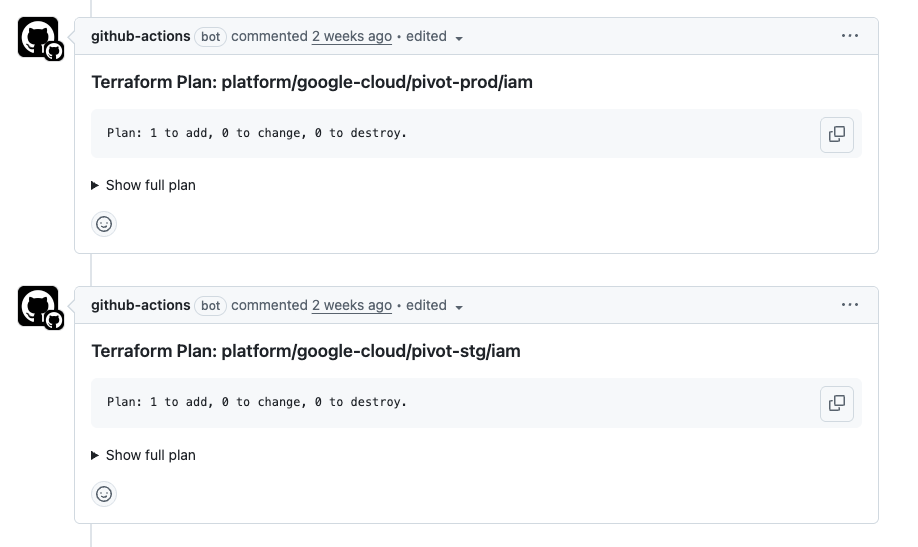 github-actions bot commented 2 weeks ago • edited
Terraform Plan: platform/google-cloud/pivot-prod/iam
Plan: 1 to add, 0 to change, 0 to destroy.
Show full plan
github-actions bot commented 2 weeks ago • edited
Terraform Plan: platform/google-cloud/pivot-stg/iam
Plan: 1 to add, 0 to change, 0 to destroy.
Show full plan